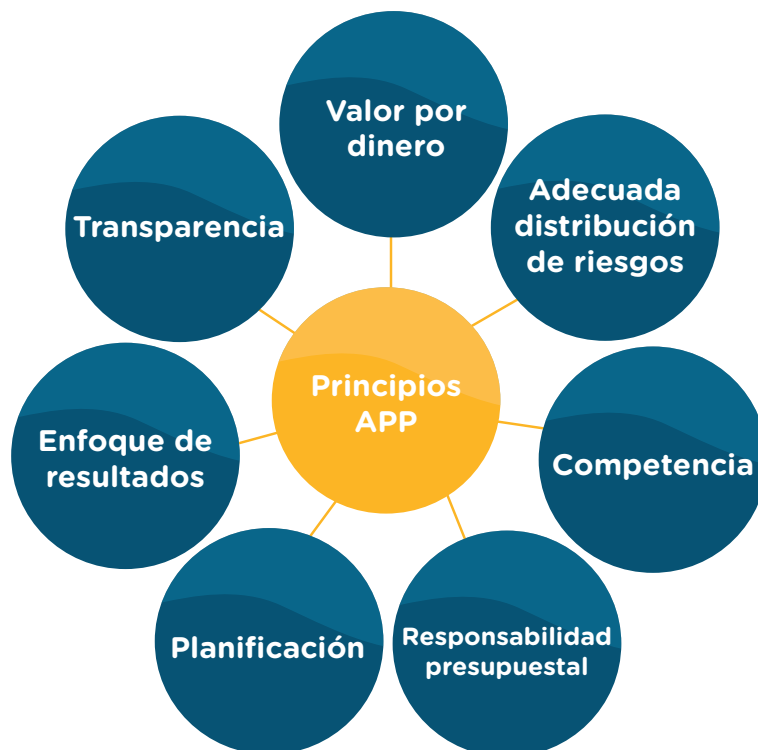 Valor por
dinero
Adecuada
distribución
de riesgos
Transparencia
Principios
APP
Enfoque de
resultados
Competencia
Planificación
Responsabilidad
presupuestal